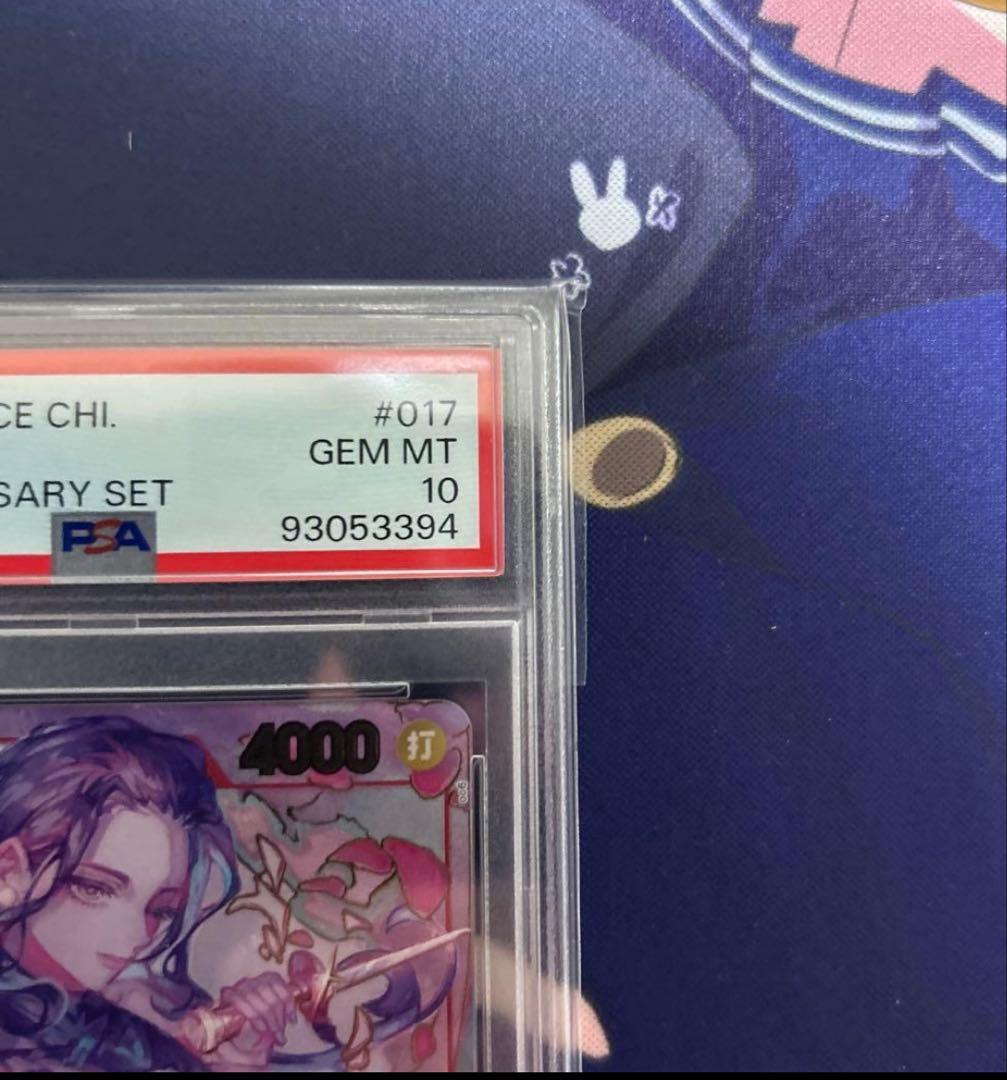 CE CHI. #017
GEM MT
SARY SET 10
PSA 93053394
4000 打